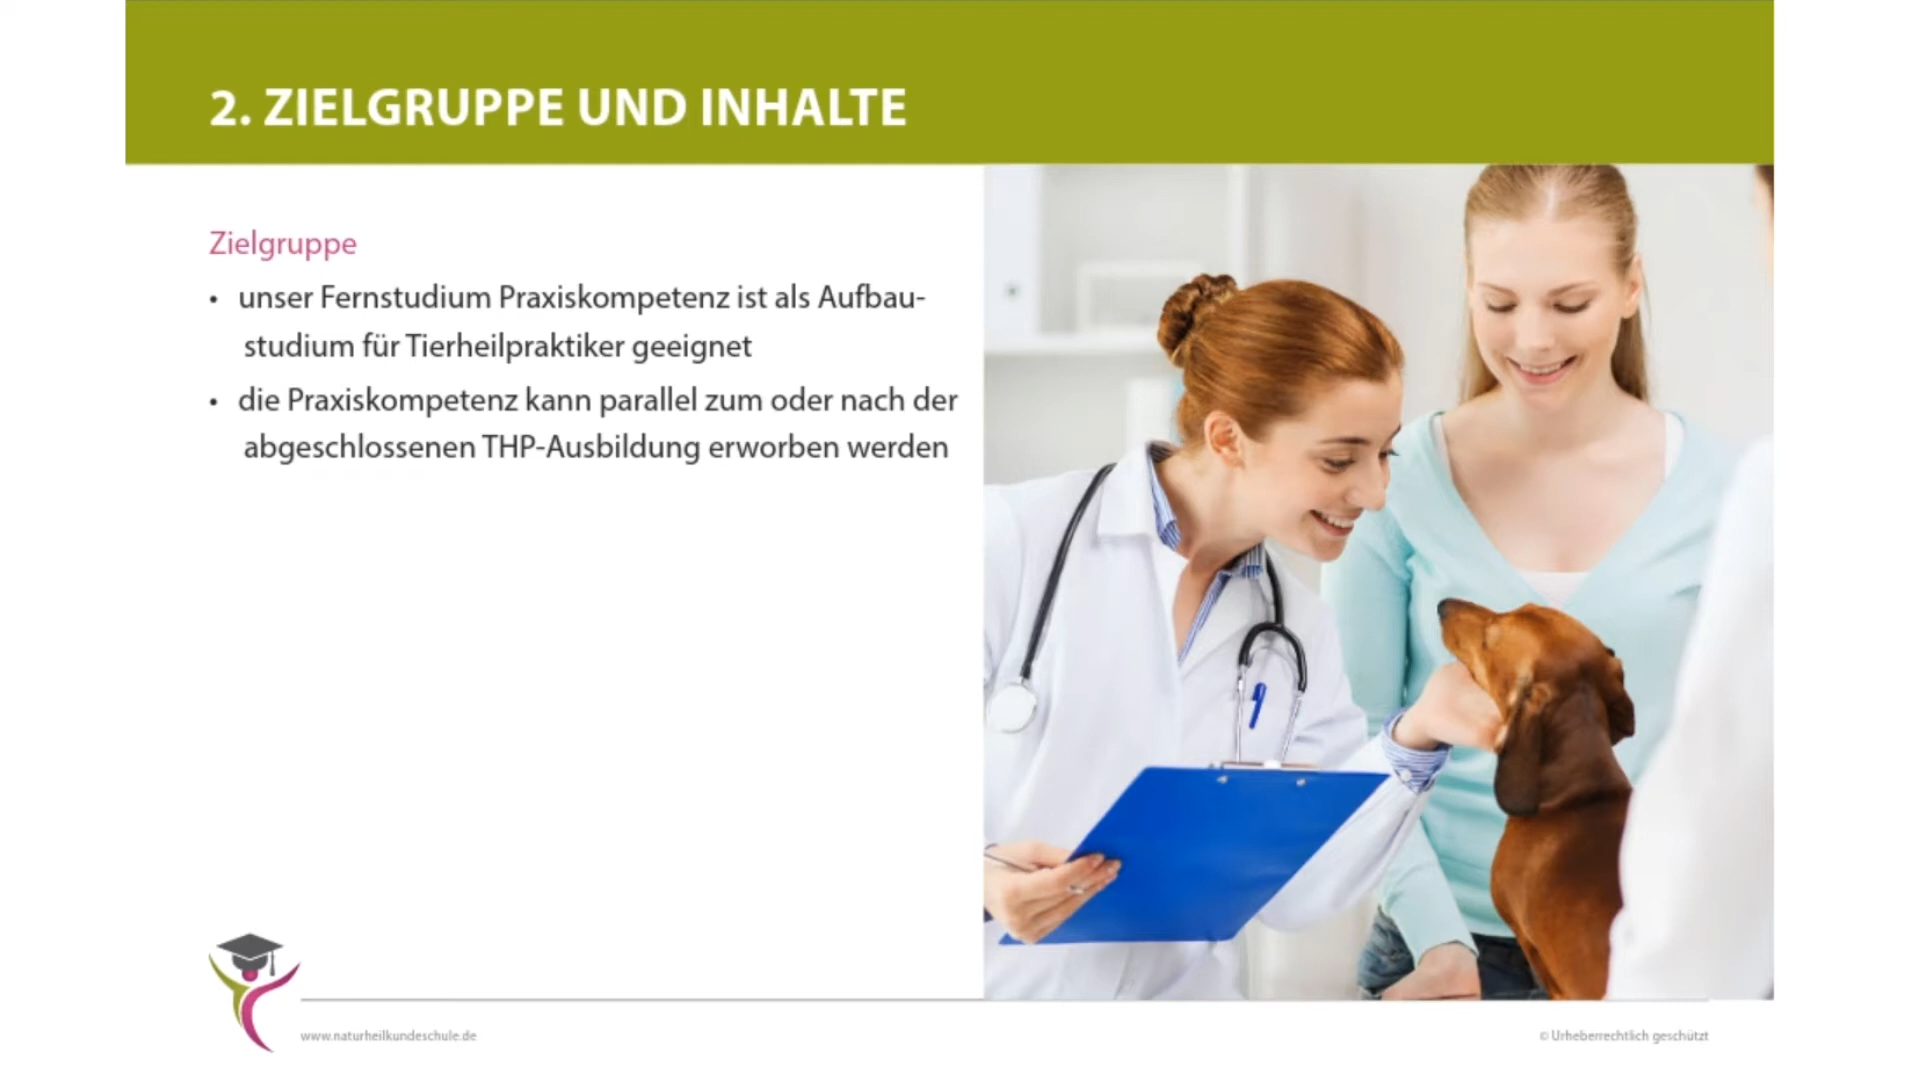 2. ZIELGRUPPE UND INHALTE
Zielgruppe
• unser Fernstudium Praxiskompetenz ist als Aufbau-
studium für Tierheilpraktiker geeignet
• die Praxiskompetenz kann parallel zum oder nach der
abgeschlossenen THP-Ausbildung erworben werden
www.naturheilkundeschule.de
© Urheberrechtlich geschützt